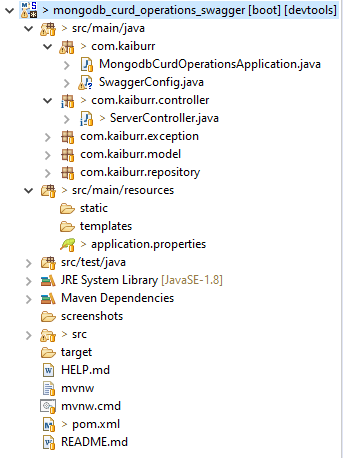 > mongodb_curd_operations_swagger [boot] [devtools]
> src/main/java
> com.kaiburr
> MongodbCurdOperationsApplication.java
> SwaggerConfig.java
> com.kaiburr.controller
> ServerController.java
com.kaiburr.exception
com.kaiburr.model
com.kaiburr.repository
> src/main/resources
static
templates
> application.properties
src/test/java
JRE System Library [JavaSE-1.8]
Maven Dependencies
screenshots
> src
target
HELP.md
mvnw
mvnw.cmd
> pom.xml
README.md